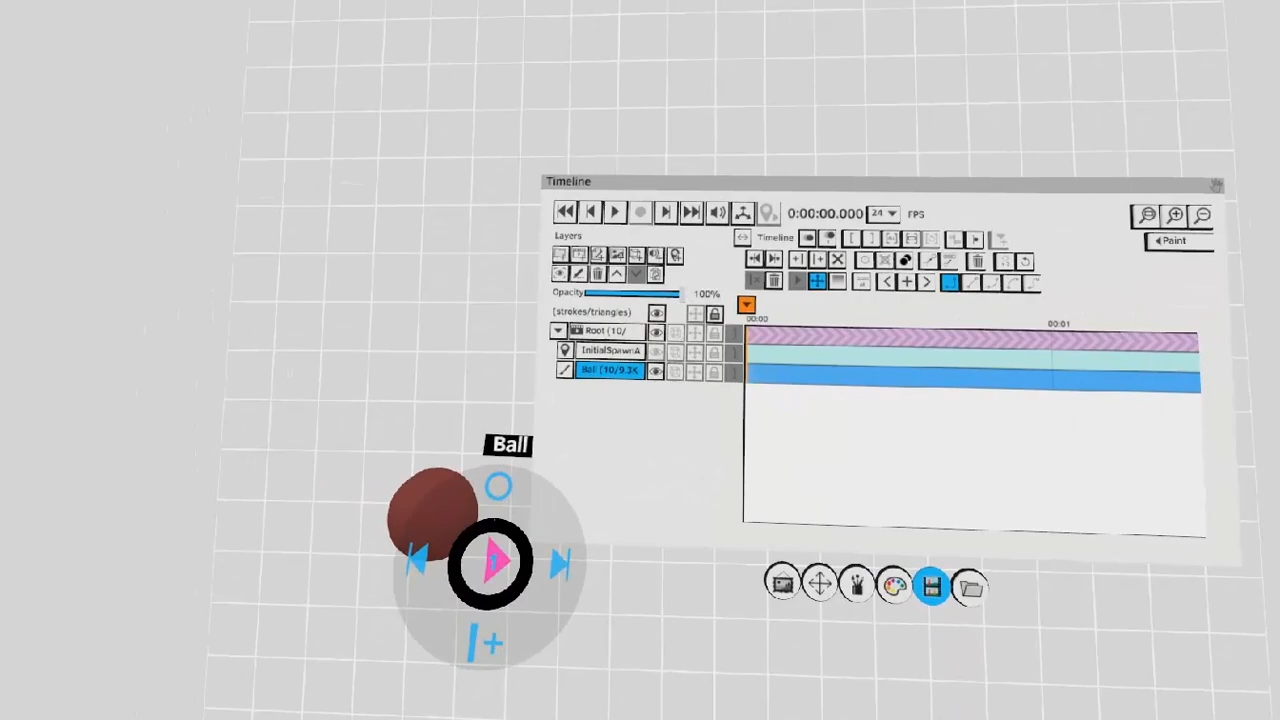 Timeline
0:00:00.000 24 FPS
Layers
Timeline
Paint
Opacity 100%
(strokes/triangles)
00:00
00:01
Root (10/
InitialSpawnA
Ball [10/9.3K
Ball